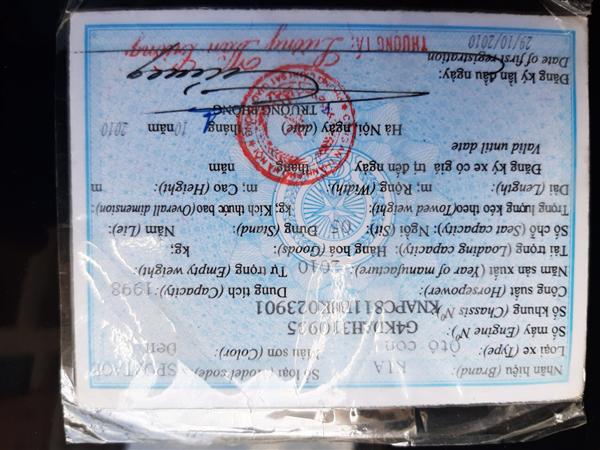 Nhãn hiệu (Brand): KIA Số loại (Model code): SPORTAGE
Loại xe (Type): Ôtô con Màu sơn (Color): Đen
Số máy (Engine Nº): G4KDAH310935
Số khung (Chassis Nº):
Công suất (Horsepower): Dung tích (Capacity): 1998
Năm sản xuất (Year of manufacture): 2010 Tự trọng (Empty weight):
Tải trọng (Loading capacity): Hàng hoá (Goods): kg,
Số chỗ (Seat capacity): Ngồi (Sit): 05 Đứng (Stand): Nằm (Lie):
Trọng lượng kéo theo(Towed weight): kg, Kích thước bao(Overall dimension)
Dài (Length): m; Rộng (Width): m, Cao (Height): m
Đăng ký xe có giá trị đến ngày tháng năm
Valid until date
Hà Nội, ngày (date) tháng 10 năm 2010
TRƯỞNG PHÒNG
Đăng ký lần đầu ngày:
Date of first registration
29/10/2010
THƯỢNG TÁ: